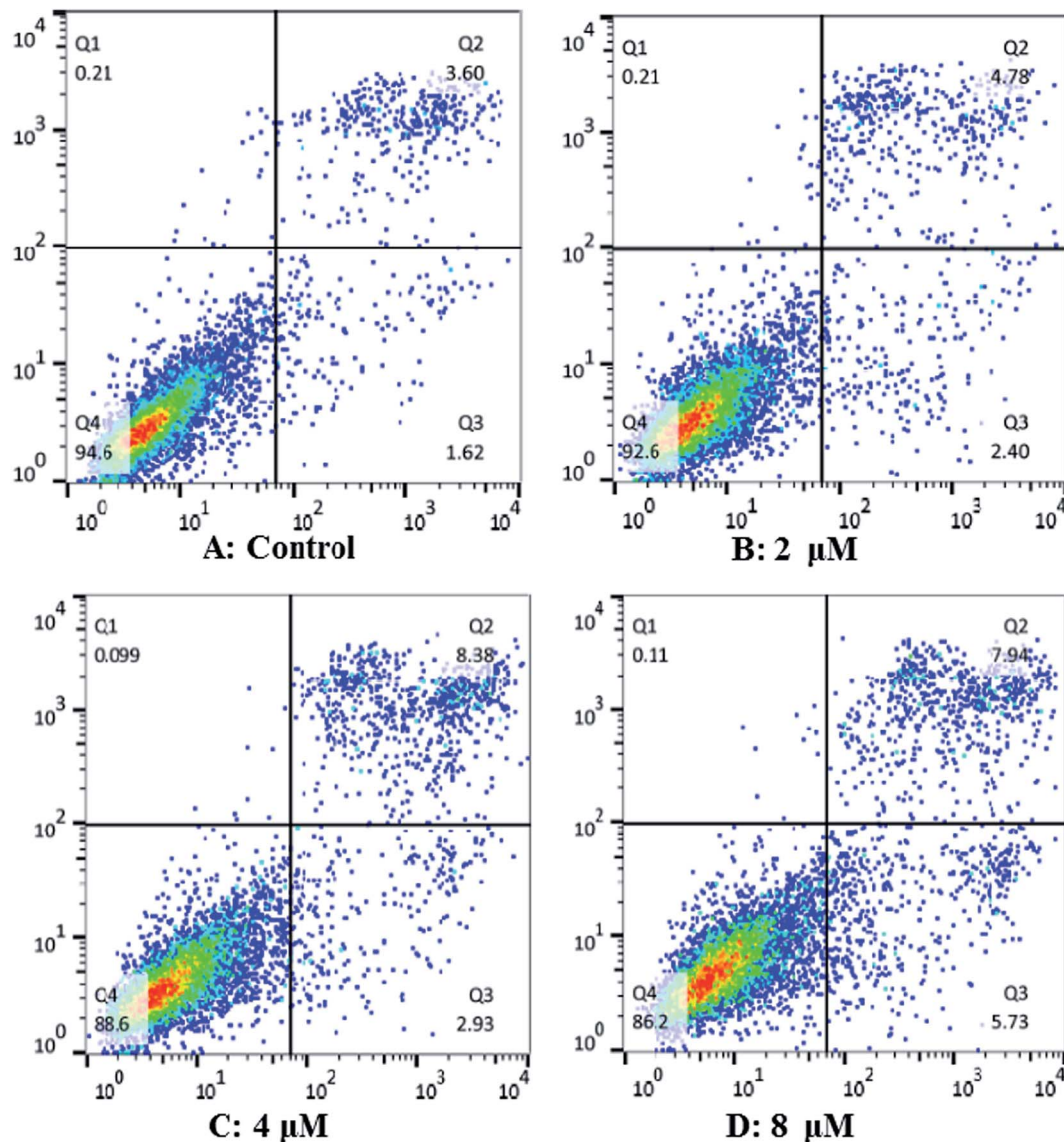 10^4
Q1
0.21
Q2
3.60
10^3
10^2
10^1
Q4
94.6
Q3
1.62
10^0
10^0 10^1 10^2 10^3 10^4
A: Control
10^4
Q1
0.21
Q2
4.78
10^3
10^2
10^1
Q4
92.6
Q3
2.40
10^0
10^0 10^1 10^2 10^3 10^4
B: 2 μM
10^4
Q1
0.099
Q2
8.38
10^3
10^2
10^1
Q4
88.6
Q3
2.93
10^0
10^0 10^1 10^2 10^3 10^4
C: 4 μM
10^4
Q1
0.11
Q2
7.94
10^3
10^2
10^1
Q4
86.2
Q3
5.73
10^0
10^0 10^1 10^2 10^3 10^4
D: 8 μM